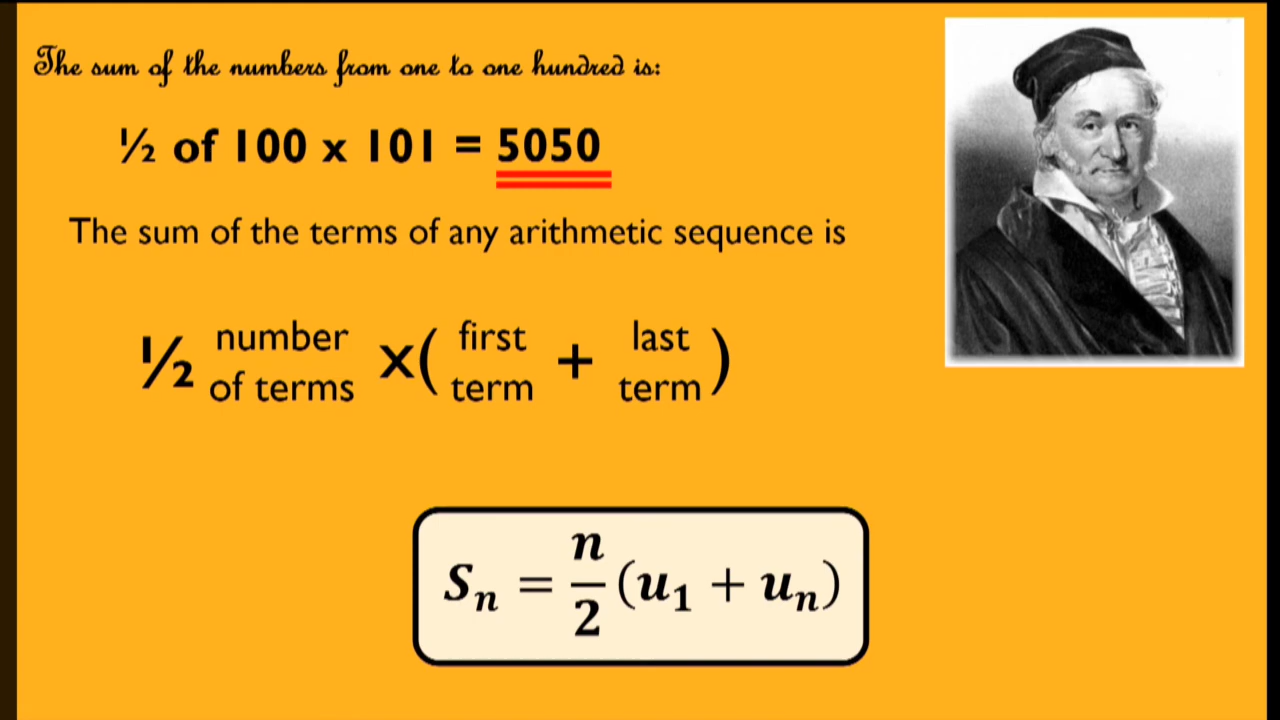 The sum of the numbers from one to one hundred is:
½ of 100 x 101 = 5050
The sum of the terms of any arithmetic sequence is
½ number of terms x( first term + last term )
Sₙ = n/2 (u₁ + uₙ)